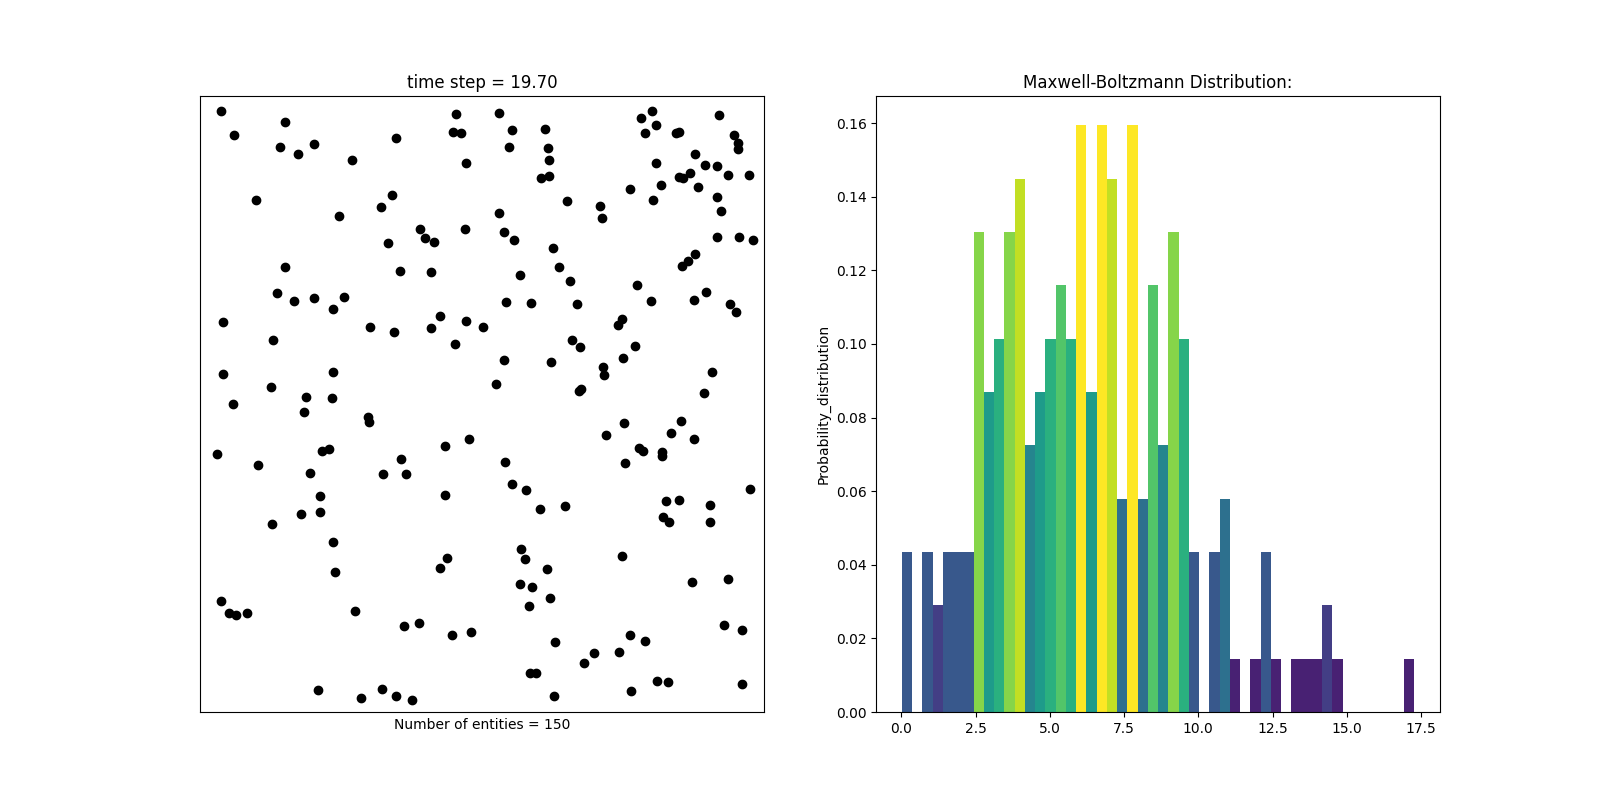 time step = 19.70
Number of entities = 150
Maxwell-Boltzmann Distribution:
Probability_distribution
0.16
0.14
0.12
0.10
0.08
0.06
0.04
0.02
0.00
0.0 2.5 5.0 7.5 10.0 12.5 15.0 17.5